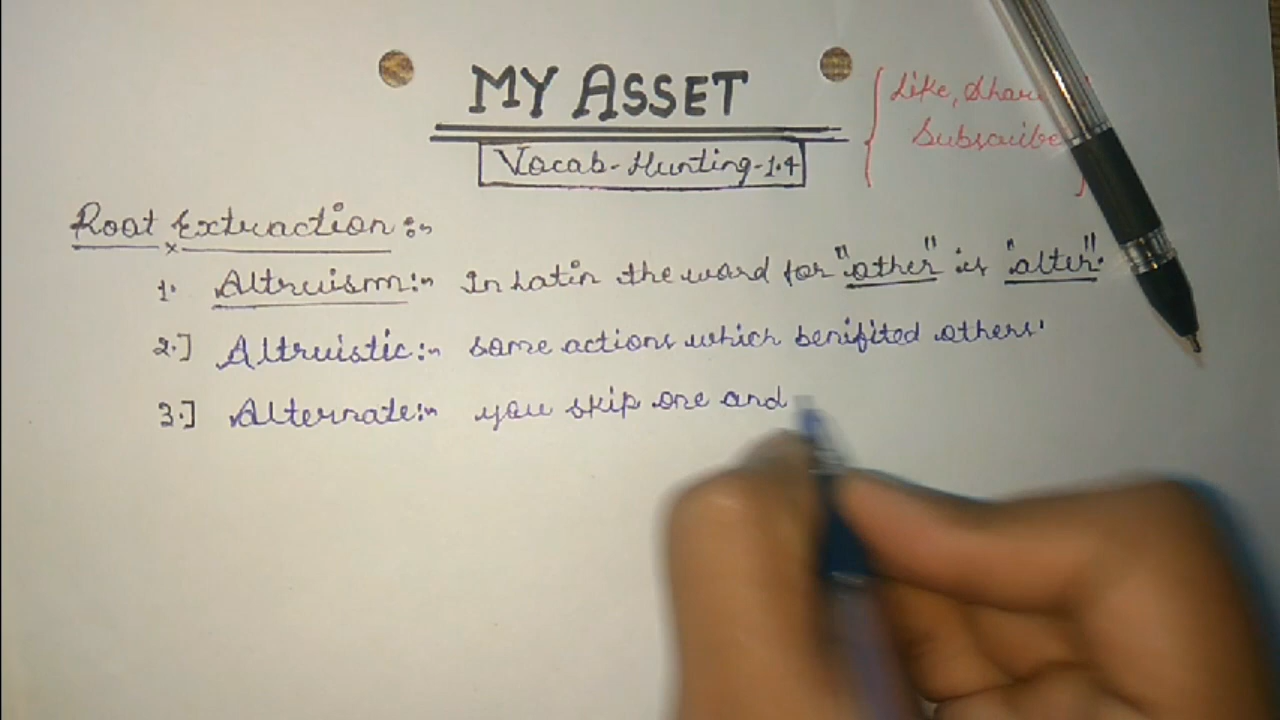 MY ASSET
Vocab-Hunting-1.4
{ Like, Share
Subscribe }
Root Extraction:-
1. Altruism:- In Latin the word for "other" is "alter".
2.] Altruistic:- some actions which benifited others.
3.] Alternate:- you skip one and